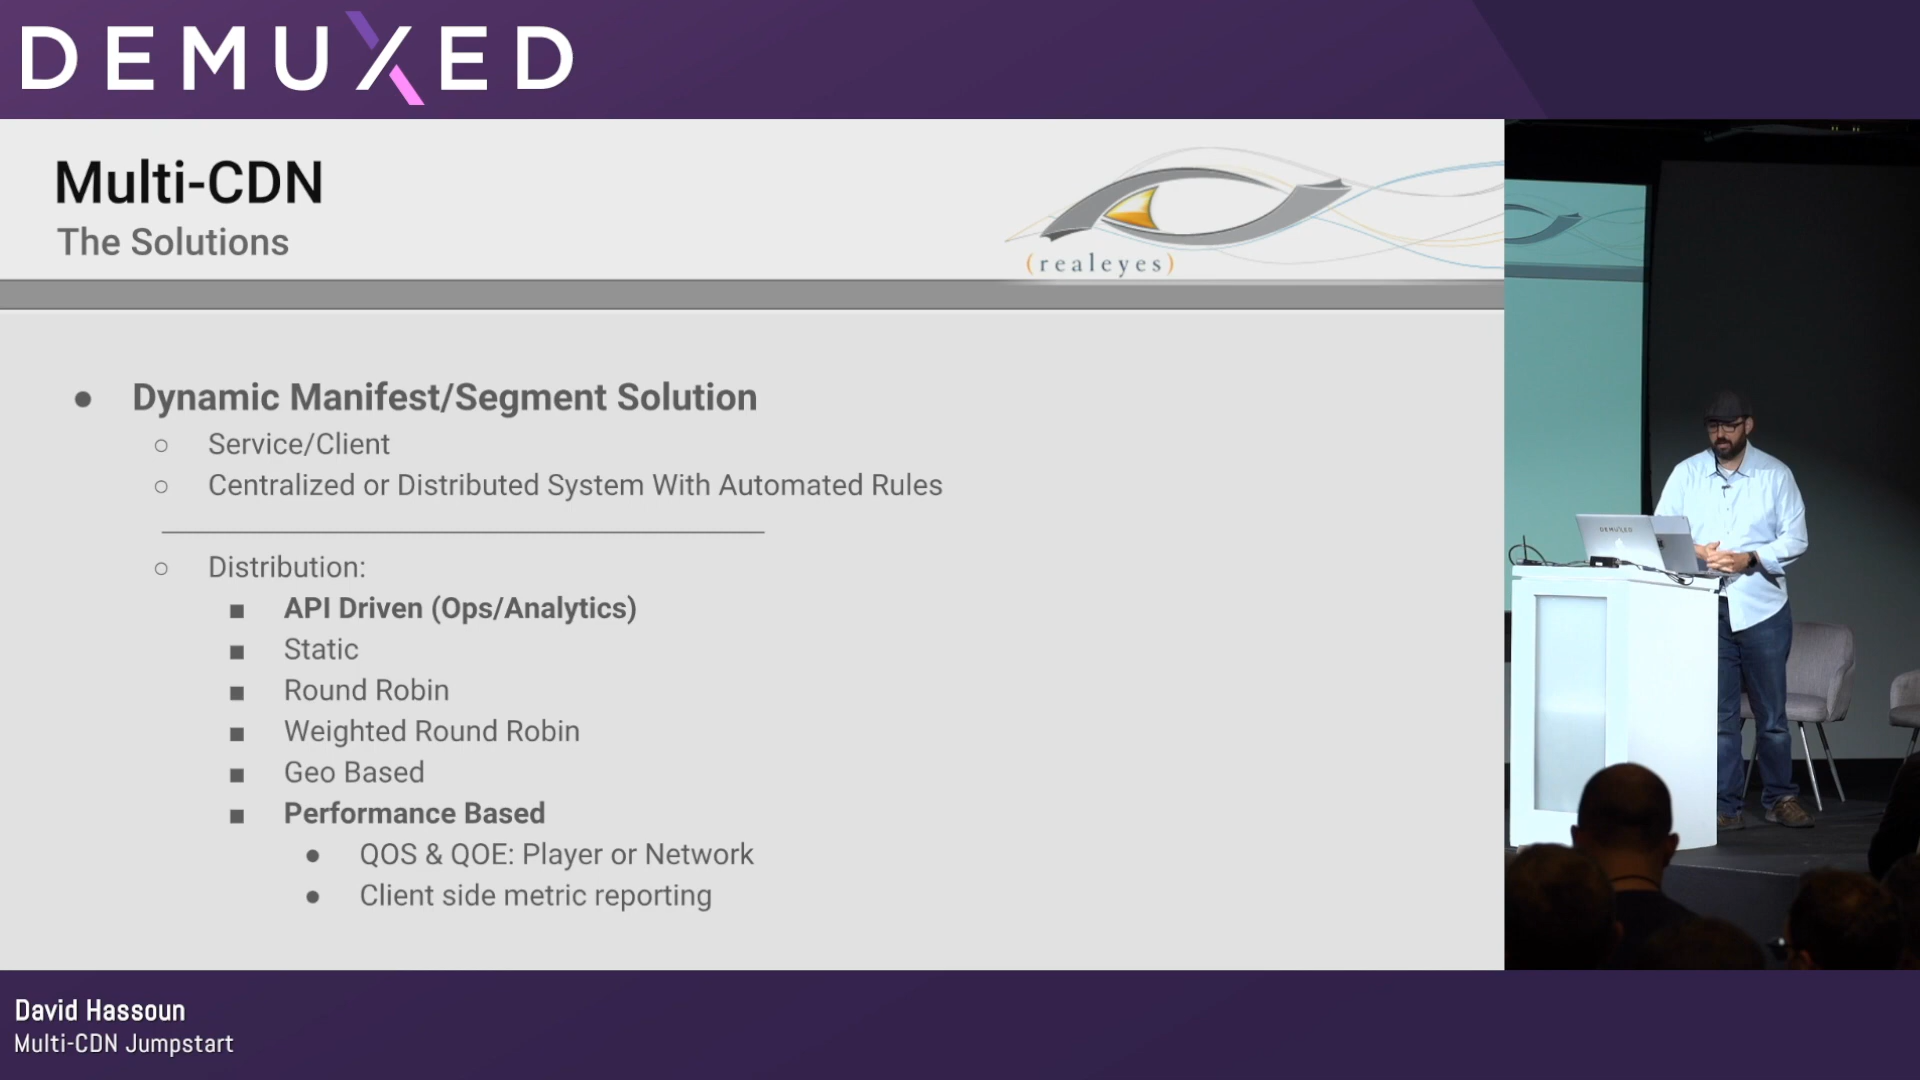 DEMUXED
Multi-CDN
The Solutions
(realeyes)
● Dynamic Manifest/Segment Solution
○ Service/Client
○ Centralized or Distributed System With Automated Rules
○ Distribution:
■ API Driven (Ops/Analytics)
■ Static
■ Round Robin
■ Weighted Round Robin
■ Geo Based
■ Performance Based
● QOS & QOE: Player or Network
● Client side metric reporting
DEMUXED
David Hassoun
Multi-CDN Jumpstart